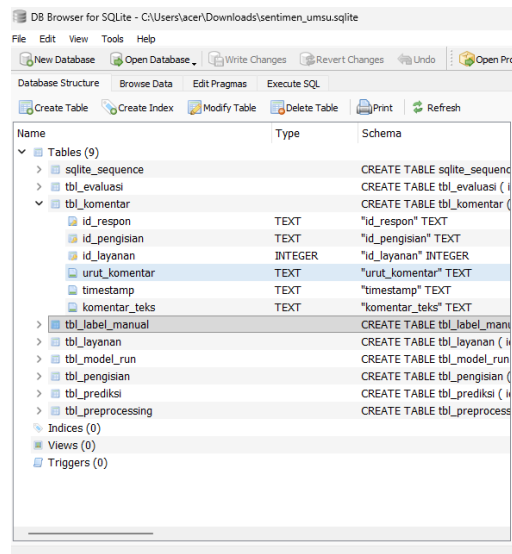 DB Browser for SQLite - C:\Users\acer\Downloads\sentimen_umsu.sqlite
File Edit View Tools Help
New Database Open Database Write Changes Revert Changes Undo Open Pro
Database Structure Browse Data Edit Pragmas Execute SQL
Create Table Create Index Modify Table Delete Table Print Refresh
Name Type Schema
Tables (9)
sqlite_sequence CREATE TABLE sqlite_sequenc
tbl_evaluasi CREATE TABLE tbl_evaluasi ( i
tbl_komentar CREATE TABLE tbl_komentar (
id_respon TEXT "id_respon" TEXT
id_pengisian TEXT "id_pengisian" TEXT
id_layanan INTEGER "id_layanan" INTEGER
urut_komentar TEXT "urut_komentar" TEXT
timestamp TEXT "timestamp" TEXT
komentar_teks TEXT "komentar_teks" TEXT
tbl_label_manual CREATE TABLE tbl_label_manu
tbl_layanan CREATE TABLE tbl_layanan ( i
tbl_model_run CREATE TABLE tbl_model_run
tbl_pengisian CREATE TABLE tbl_pengisian (
tbl_prediksi CREATE TABLE tbl_prediksi ( i
tbl_preprocessing CREATE TABLE tbl_preprocess
Indices (0)
Views (0)
Triggers (0)